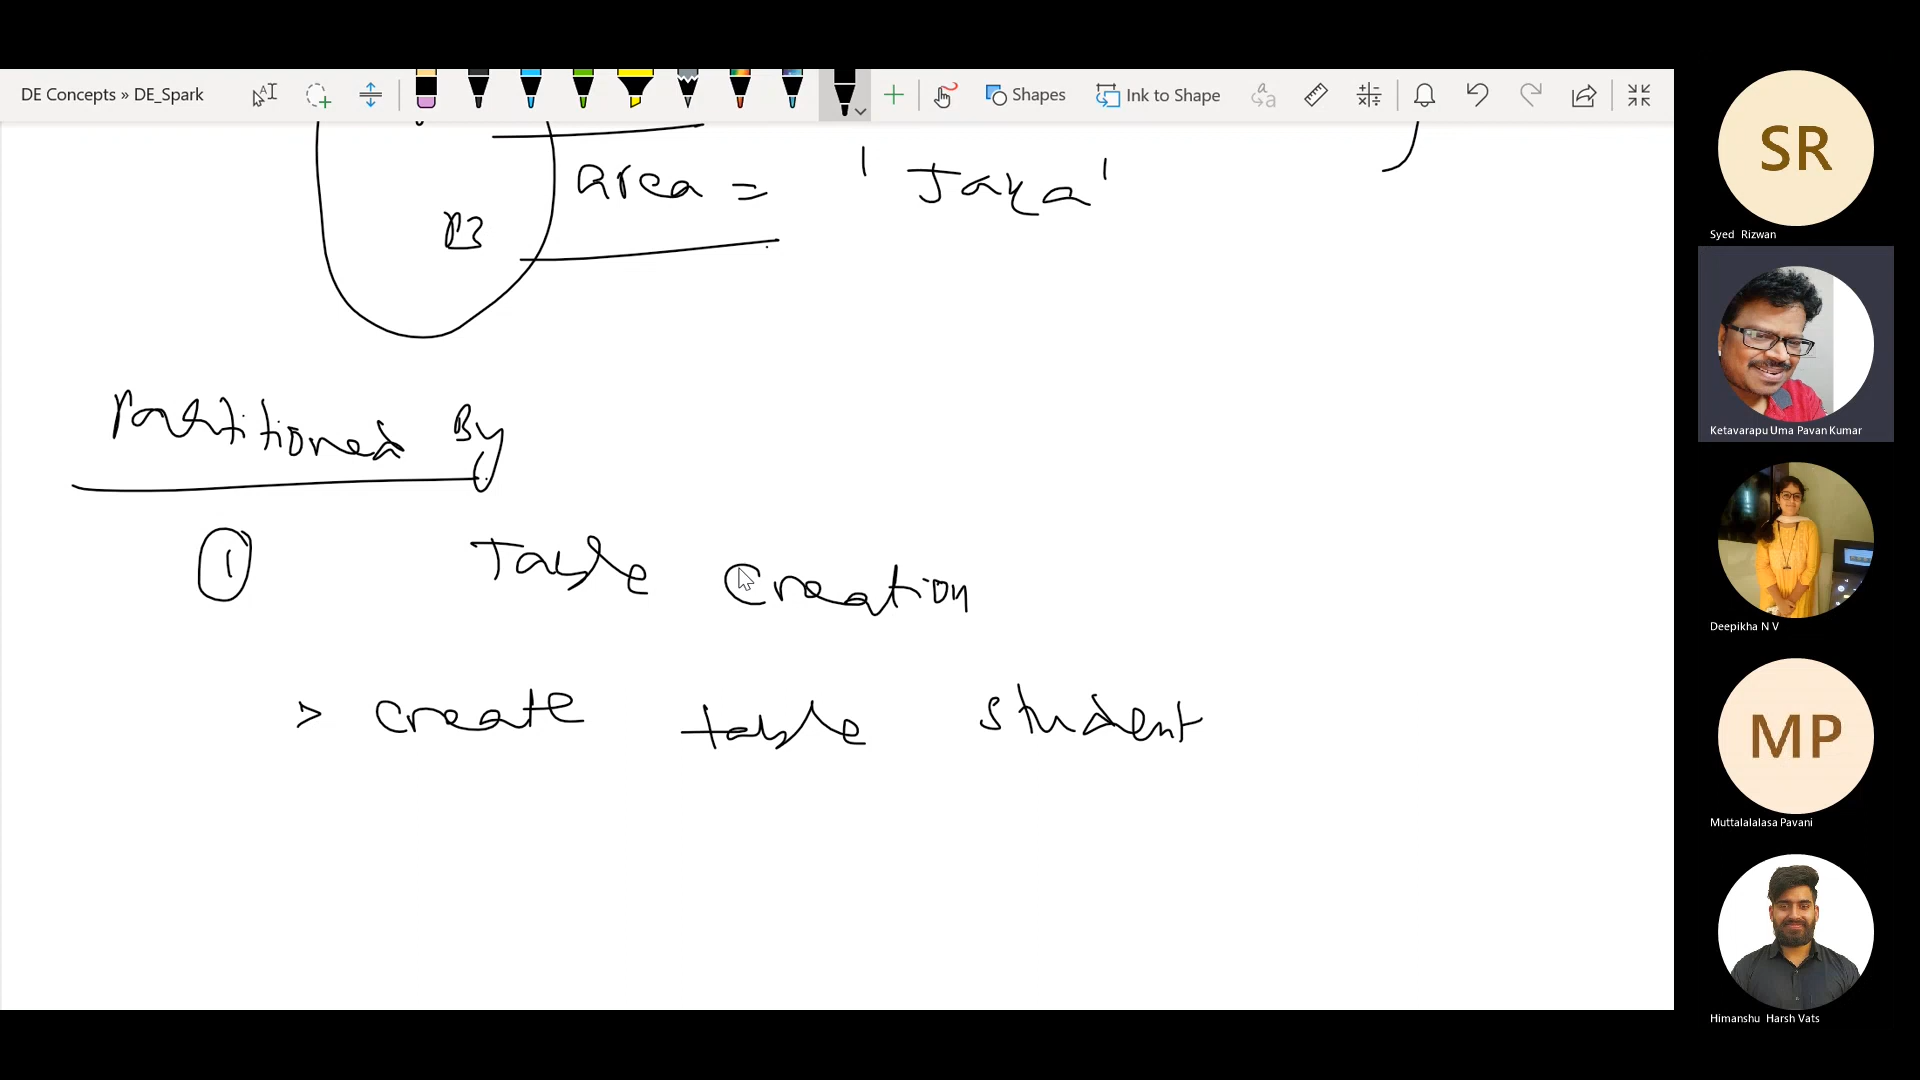 DE Concepts » DE_Spark
Shapes
Ink to Shape
area = ' Jaya'
P3
Partitioned By
1 Table Creation
> create table student
SR
Syed Rizwan
Ketavarapu Uma Pavan Kumar
Deepikha N V
MP
Muttalalalasa Pavani
Himanshu Harsh Vats